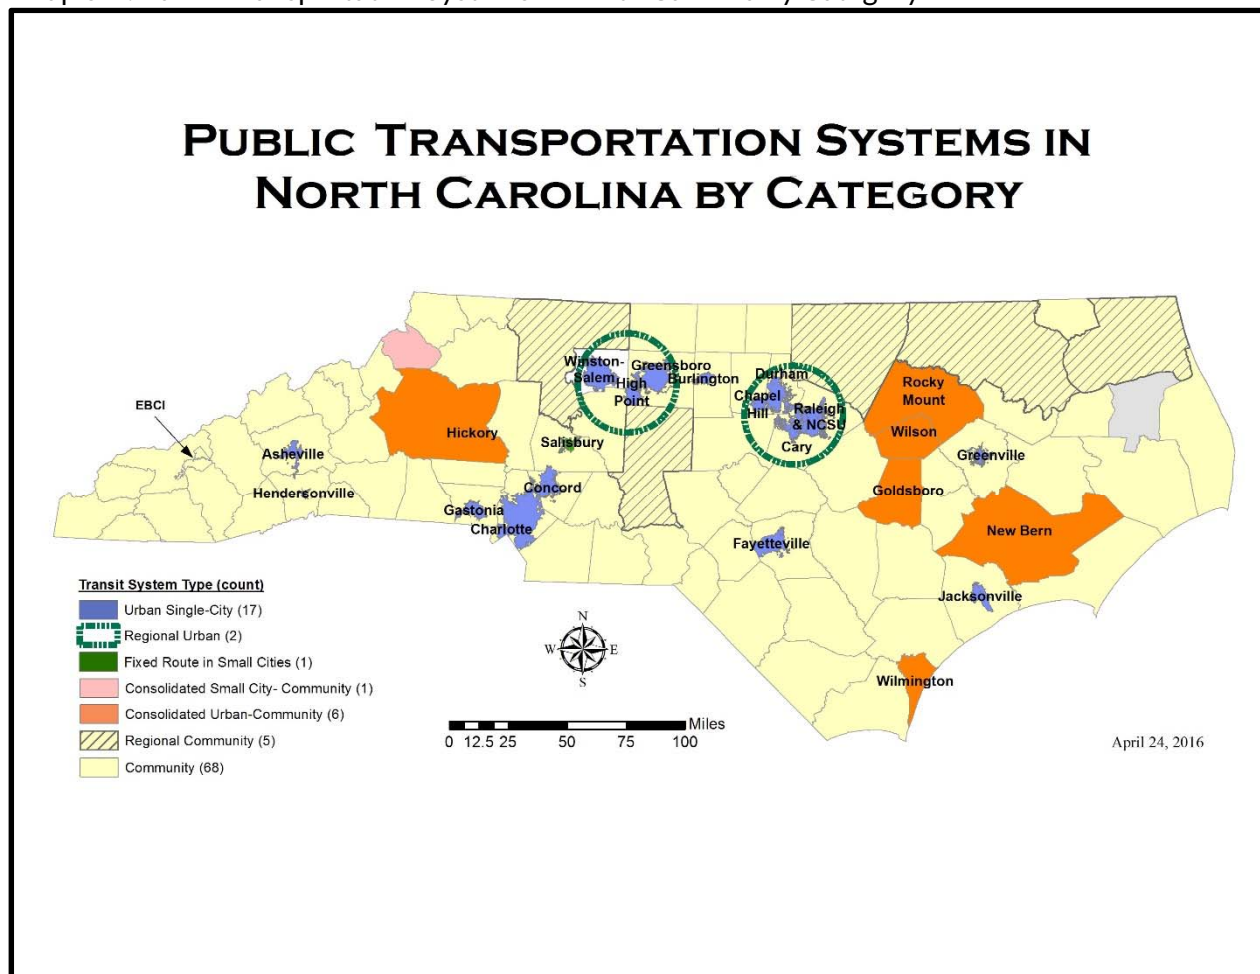 PUBLIC TRANSPORTATION SYSTEMS IN
NORTH CAROLINA BY CATEGORY
EBCI
Asheville
Hendersonville
Hickory
Winston-
Salem
High
Point
Greensboro
Burlington
Salisbury
Concord
Gastonia
Charlotte
Durham
Chapel
Hill
Raleigh
& NCSU
Cary
Rocky
Mount
Wilson
Greenville
Goldsboro
New Bern
Fayetteville
Jacksonville
Wilmington
Transit System Type (count)
Urban Single-City (17)
Regional Urban (2)
Fixed Route in Small Cities (1)
Consolidated Small City- Community (1)
Consolidated Urban-Community (6)
Regional Community (5)
Community (68)
N
W E
S
Miles
0 12.5 25 50 75 100
April 24, 2016